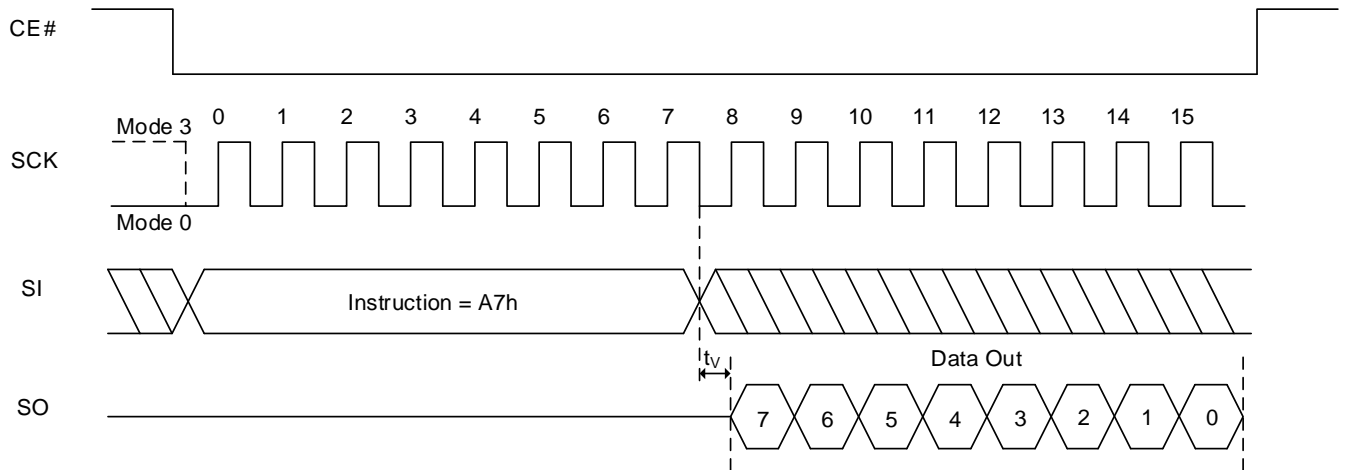 CE#
Mode 3 0 1 2 3 4 5 6 7 8 9 10 11 12 13 14 15
SCK
Mode 0
SI Instruction = A7h
tV Data Out
SO 7 6 5 4 3 2 1 0